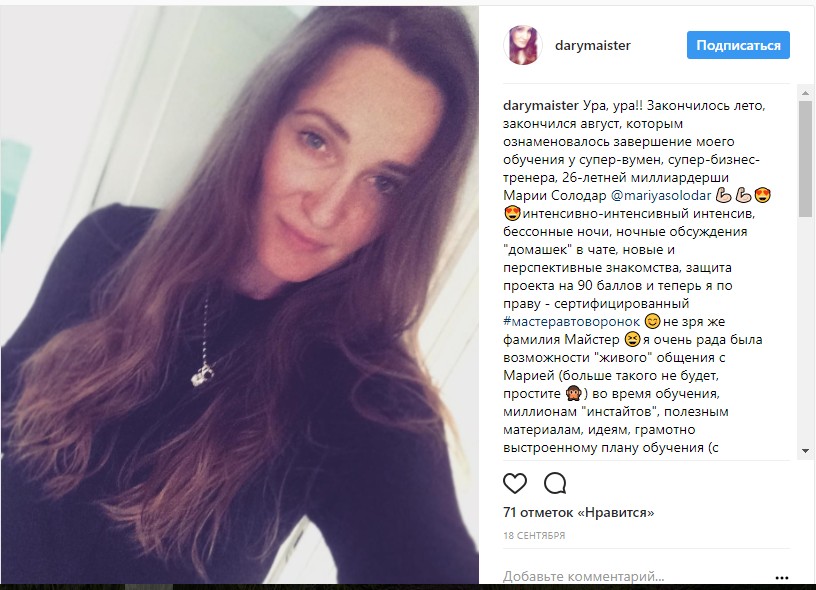 darymaister
Подписаться
darymaister Ура, ура!! Закончилось лето,
закончился август, которым
ознаменовалось завершение моего
обучения у супер-вумен, супер-бизнес-
тренера, 26-летней миллиардерши
Марии Солодар @mariyasolodar 💪💪😍
😍интенсивно-интенсивный интенсив,
бессонные ночи, ночные обсуждения
"домашек" в чате, новые и
перспективные знакомства, защита
проекта на 90 баллов и теперь я по
праву - сертифицированный
#мастеравтоворонок 😊не зря же
фамилия Майстер 😆я очень рада была
возможности "живого" общения с
Марией (больше такого не будет,
простите 🙊) во время обучения,
миллионам "инстайтов", полезным
материалам, идеям, грамотно
выстроенному плану обучения (с
71 отметок «Нравится»
18 СЕНТЯБРЯ
Добавьте комментарий...